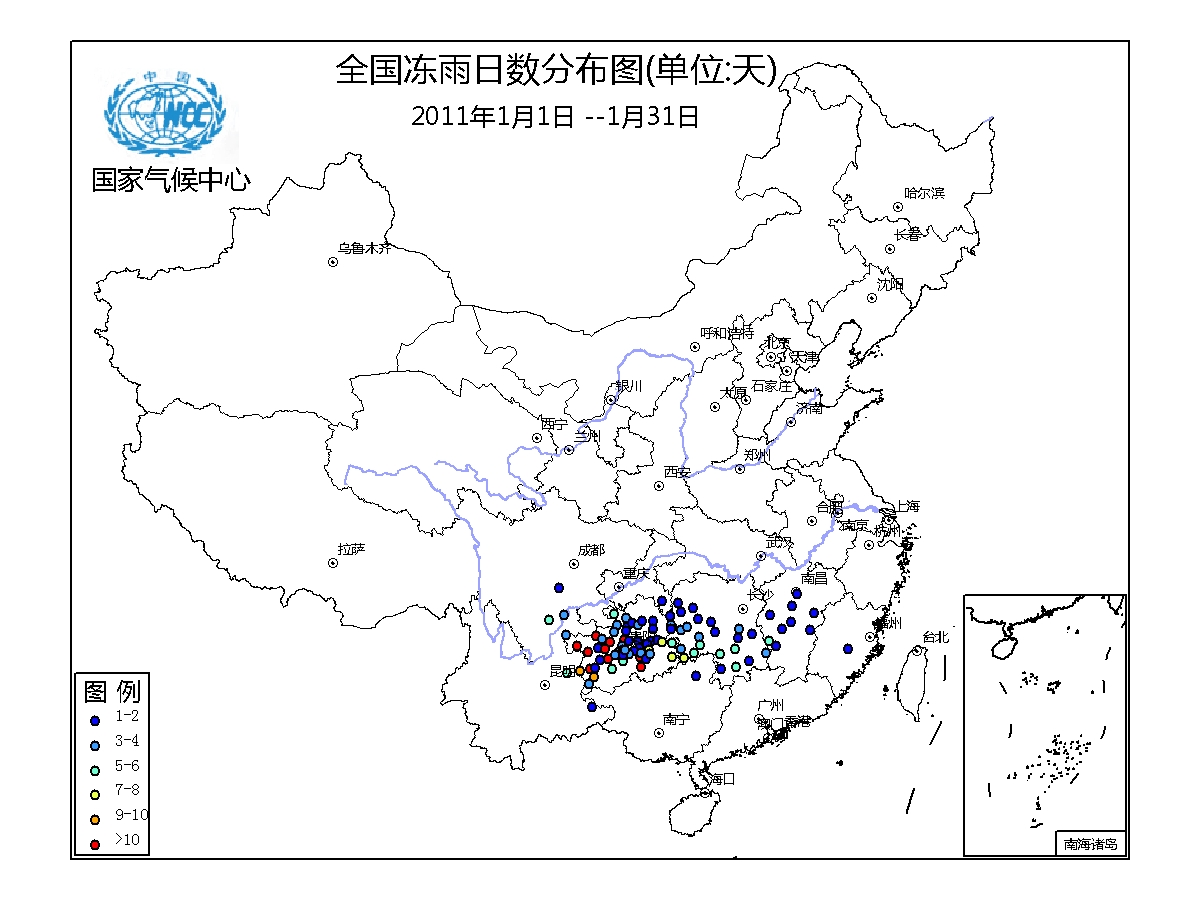 全国冻雨日数分布图(单位:天)
2011年1月1日 --1月31日
中 国
NCC
国家气候中心
哈尔滨
长春
乌鲁木齐
沈阳
呼和浩特
北京
天津
银川
太原
石家庄
济南
西宁
兰州
郑州
西安
合肥
上海
南京
杭州
拉萨
成都
武汉
重庆
南昌
长沙
福州
贵阳
台北
昆明
南宁
广州
澳门
香港
海口
图 例
1-2
3-4
5-6
7-8
9-10
>10
南海诸岛